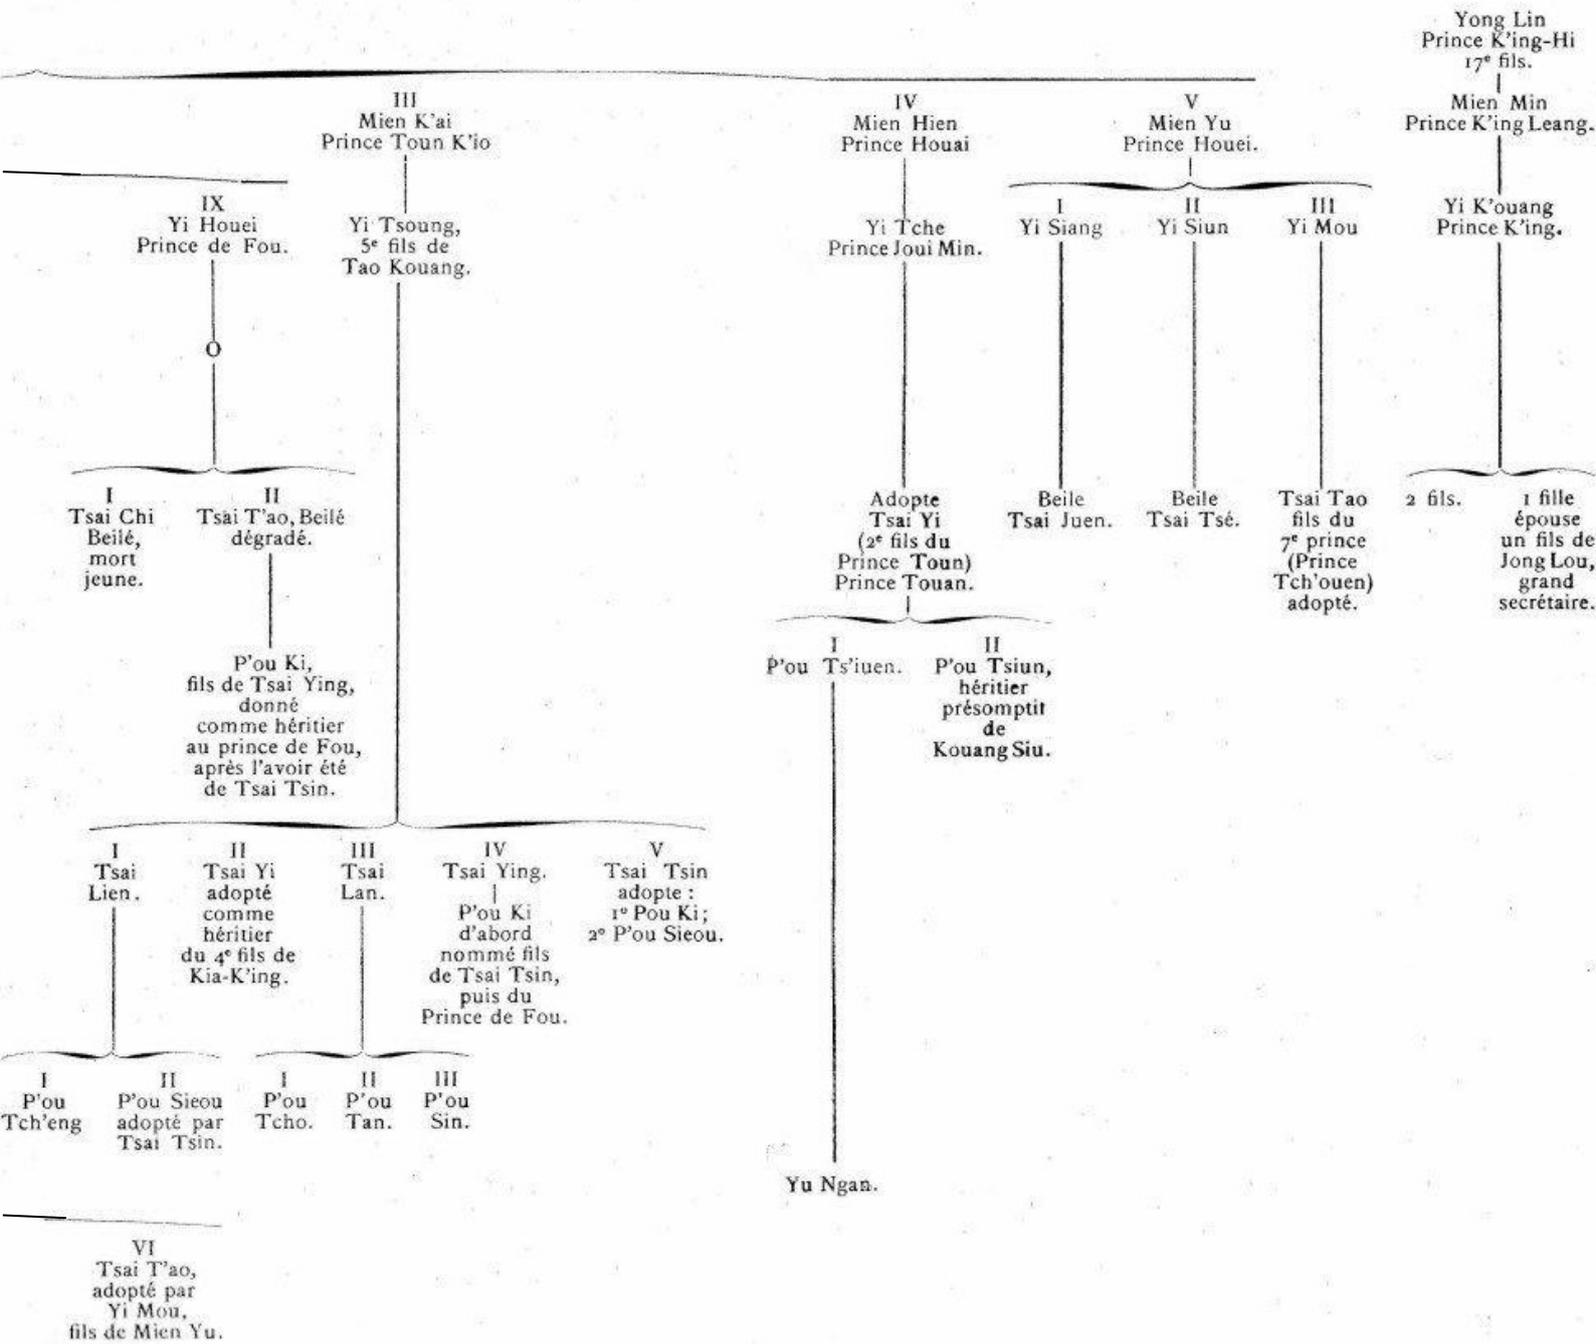 Yong Lin
Prince K'ing-Hi
17e fils.
III
Mien K'ai
Prince Toun K'io
IV
Mien Hien
Prince Houai
V
Mien Yu
Prince Houei.
Mien Min
Prince K'ing Leang.
IX
Yi Houei
Prince de Fou.
Yi Tsoung,
5e fils de
Tao Kouang.
Yi Tche
Prince Joui Min.
I
Yi Siang
II
Yi Siun
III
Yi Mou
Yi K'ouang
Prince K'ing.
O
I
Tsai Chi
Beilé,
mort
jeune.
II
Tsai T'ao, Beilé
dégradé.
Adopte
Tsai Yi
(2e fils du
Prince Toun)
Prince Touan.
Beile
Tsai Juen.
Beile
Tsai Tsé.
Tsai Tao
fils du
7e prince
(Prince
Tch'ouen)
adopté.
2 fils.
1 fille
épouse
un fils de
Jong Lou,
grand
secrétaire.
P'ou Ki,
fils de Tsai Ying,
donné
comme héritier
au prince de Fou,
après l'avoir été
de Tsai Tsin.
I
P'ou Ts'iuen.
II
P'ou Tsiun,
héritier
présomptit
de
Kouang Siu.
I
Tsai
Lien.
II
Tsai Yi
adopté
comme
héritier
du 4e fils de
Kia-K'ing.
III
Tsai
Lan.
IV
Tsai Ying.
P'ou Ki
d'abord
nommé fils
de Tsai Tsin,
puis du
Prince de Fou.
V
Tsai Tsin
adopte :
1o Pou Ki;
2o P'ou Sieou.
I
P'ou
Tch'eng
II
P'ou Sieou
adopté par
Tsai Tsin.
I
P'ou
Tcho.
II
P'ou
Tan.
III
P'ou
Sin.
Yu Ngan.
VI
Tsai T'ao,
adopté par
Yi Mou,
fils de Mien Yu.